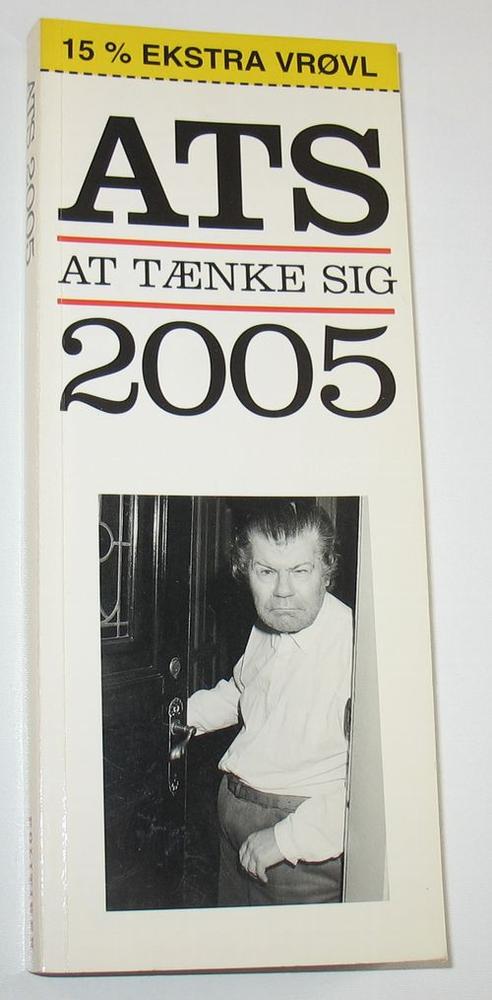 15 % EKSTRA VRØVL
ATS
AT TÆNKE SIG
2005
ATS 2005